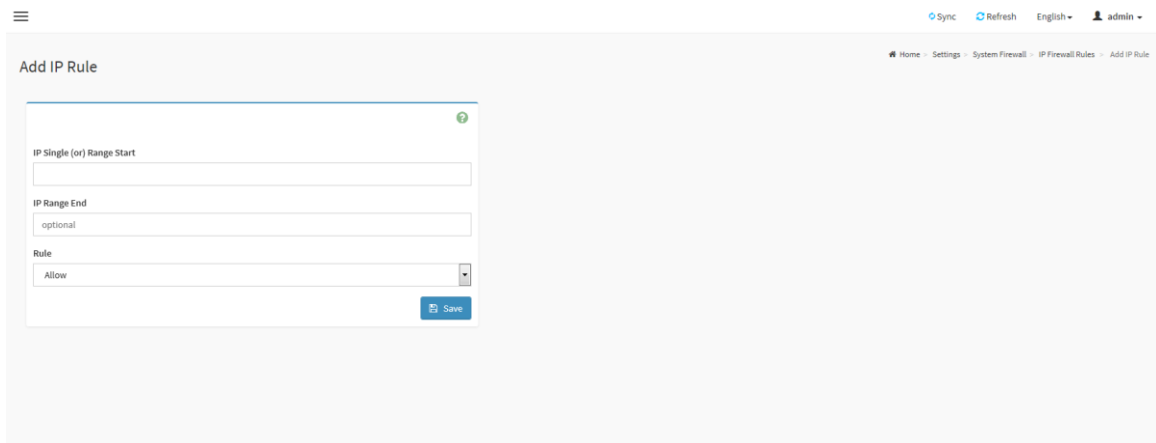 Sync Refresh English admin
Home > Settings > System Firewall > IP Firewall Rules > Add IP Rule
Add IP Rule
IP Single (or) Range Start
IP Range End
optional
Rule
Allow
Save